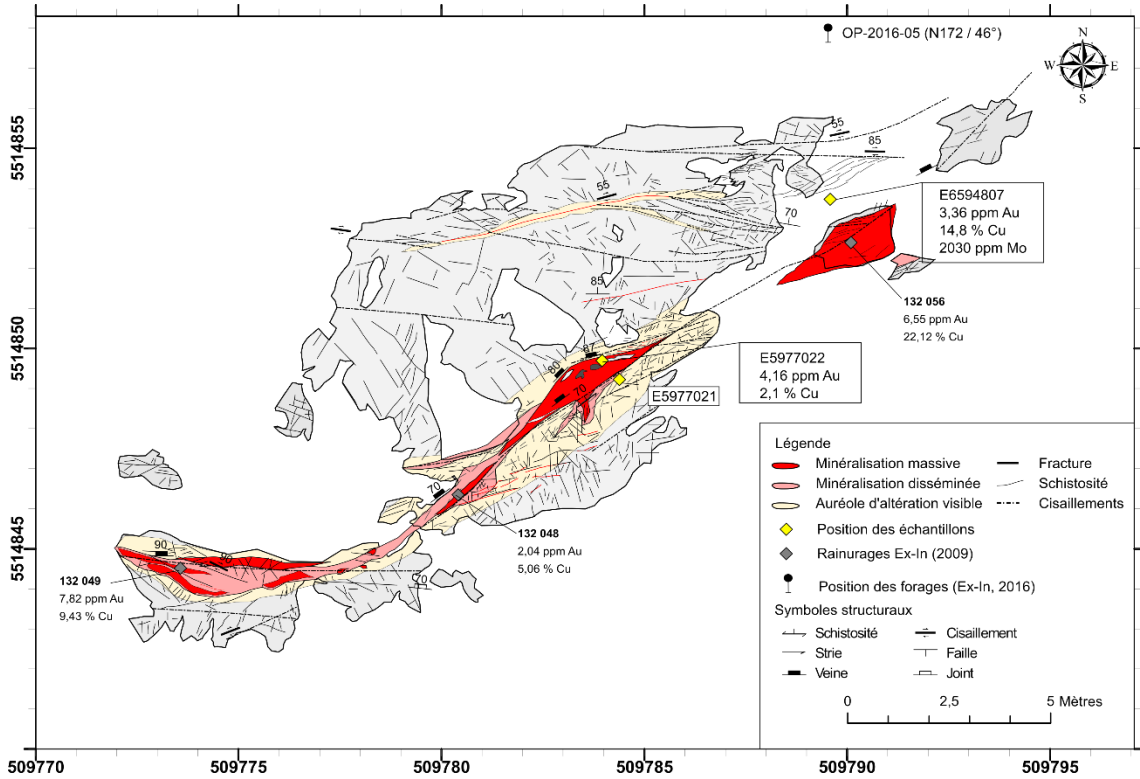 OP-2016-05 (N172 / 46°)
N
W E
S
5514855
5514850
5514845
55
85
55
70
85
E6594807
3,36 ppm Au
14,8 % Cu
2030 ppm Mo
132 056
6,55 ppm Au
22,12 % Cu
87
80
70
E5977022
4,16 ppm Au
2,1 % Cu
E5977021
70
132 048
2,04 ppm Au
5,06 % Cu
90
70
132 049
7,82 ppm Au
9,43 % Cu
Légende
Minéralisation massive
Minéralisation disséminée
Auréole d'altération visible
Position des échantillons
Rainurages Ex-In (2009)
Position des forages (Ex-In, 2016)
Fracture
Schistosité
Cisaillements
Symboles structuraux
Schistosité
Strie
Veine
Cisaillement
Faille
Joint
0 2,5 5 Mètres
509770 509775 509780 509785 509790 509795